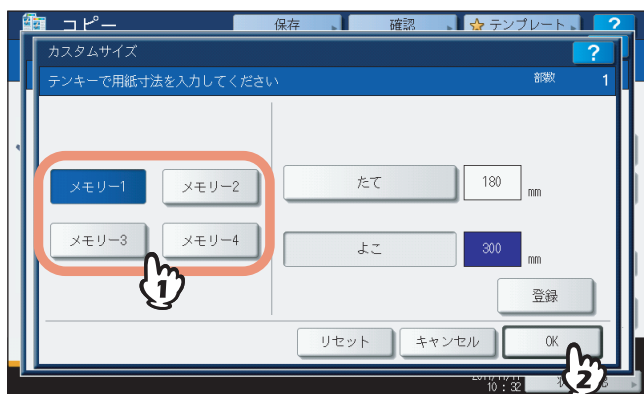 コピー 保存 確認 テンプレート ?
カスタムサイズ ?
テンキーで用紙寸法を入力してください 部数 1
メモリー1 メモリー2 たて 180 mm
メモリー3 メモリー4 よこ 300 mm
1
登録
リセット キャンセル OK
2
10:32